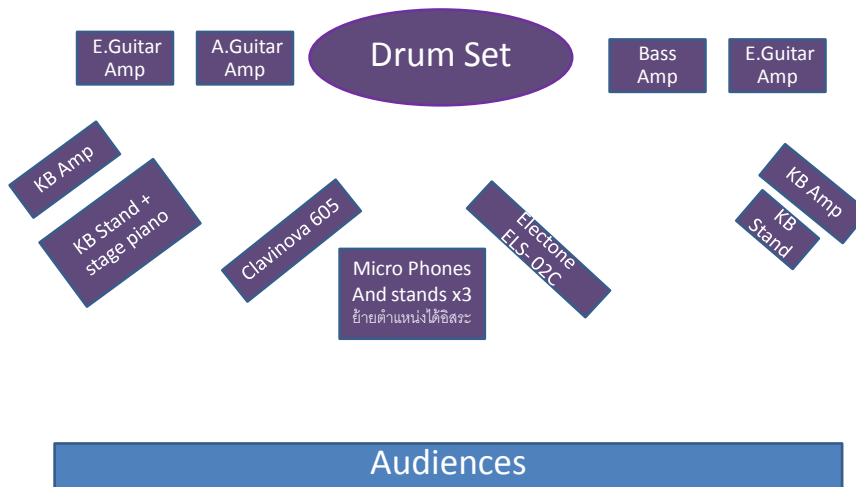 E.Guitar
Amp
A.Guitar
Amp
Drum Set
Bass
Amp
E.Guitar
Amp
KB Amp
KB Stand +
stage piano
Clavinova 605
Micro Phones
And stands x3
ย้ายตำแหน่งได้อิสระ
Electone
ELS- 02C
KB Amp
KB
Stand
Audiences